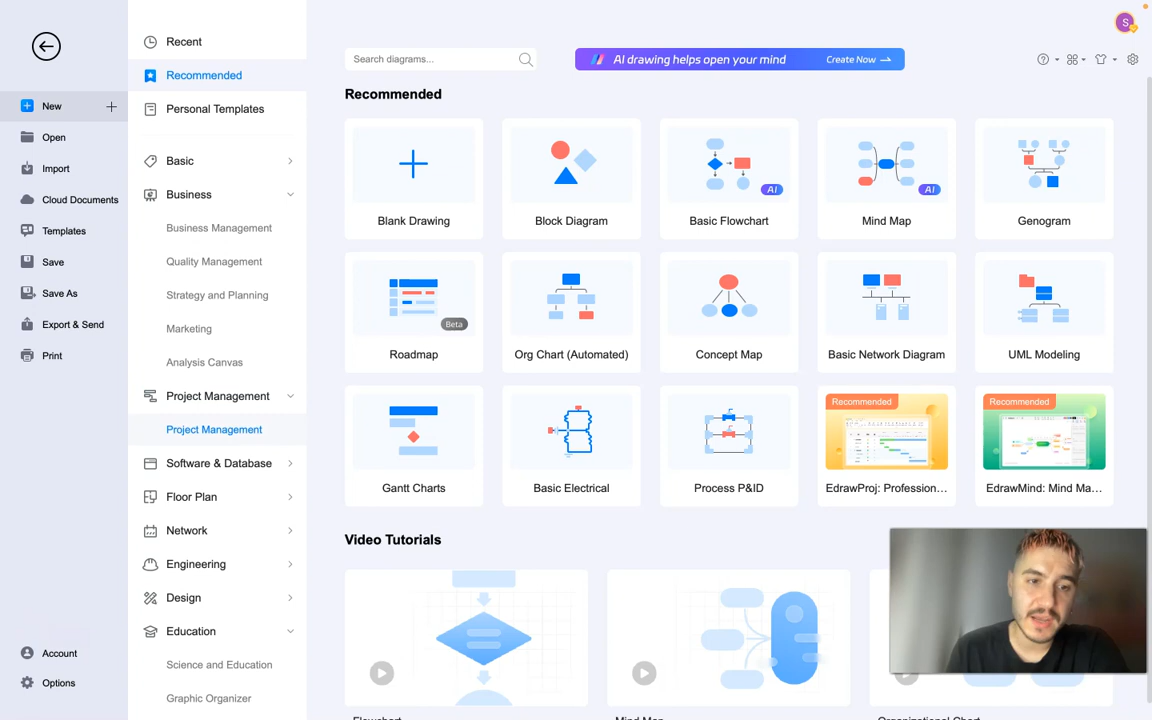 S
Recent
Search diagrams...
AI drawing helps open your mind
Create Now
Recommended
New
Personal Templates
Open
Import
Cloud Documents
Templates
Save
Save As
Export & Send
Print
Account
Options
Basic
Business
Business Management
Quality Management
Strategy and Planning
Marketing
Analysis Canvas
Project Management
Project Management
Software & Database
Floor Plan
Network
Engineering
Design
Education
Science and Education
Graphic Organizer
Recommended
AI
AI
Blank Drawing
Block Diagram
Basic Flowchart
Mind Map
Genogram
Beta
Roadmap
Org Chart (Automated)
Concept Map
Basic Network Diagram
UML Modeling
Recommended
Recommended
Gantt Charts
Basic Electrical
Process P&ID
EdrawProj: Profession...
EdrawMind: Mind Ma...
Video Tutorials
Flowchart
Mind Map
Organizational Chart